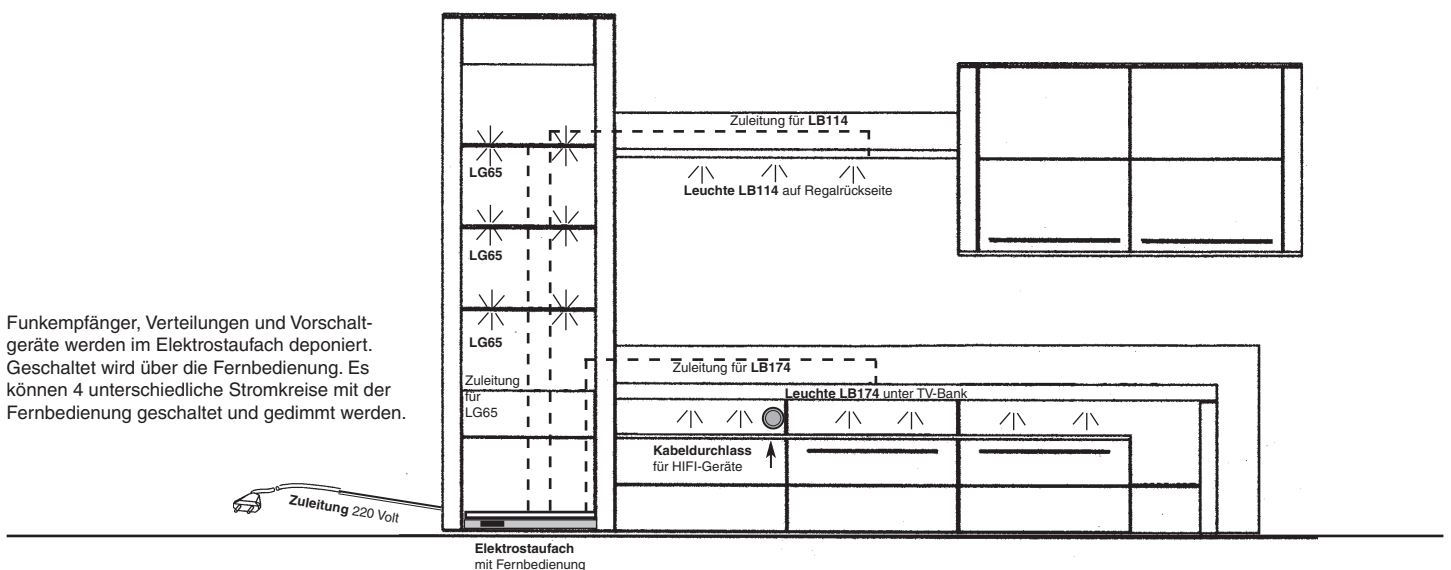 Zuleitung für LB114
LG65
Leuchte LB114 auf Regalrückseite
LG65
Funkempfänger, Verteilungen und Vorschalt-
geräte werden im Elektrostaufach deponiert.
Geschaltet wird über die Fernbedienung. Es
können 4 unterschiedliche Stromkreise mit der
Fernbedienung geschaltet und gedimmt werden.
LG65
Zuleitung für LB174
Zuleitung
für
LG65
Leuchte LB174 unter TV-Bank
Kabeldurchlass
für HIFI-Geräte
Zuleitung 220 Volt
Elektrostaufach
mit Fernbedienung